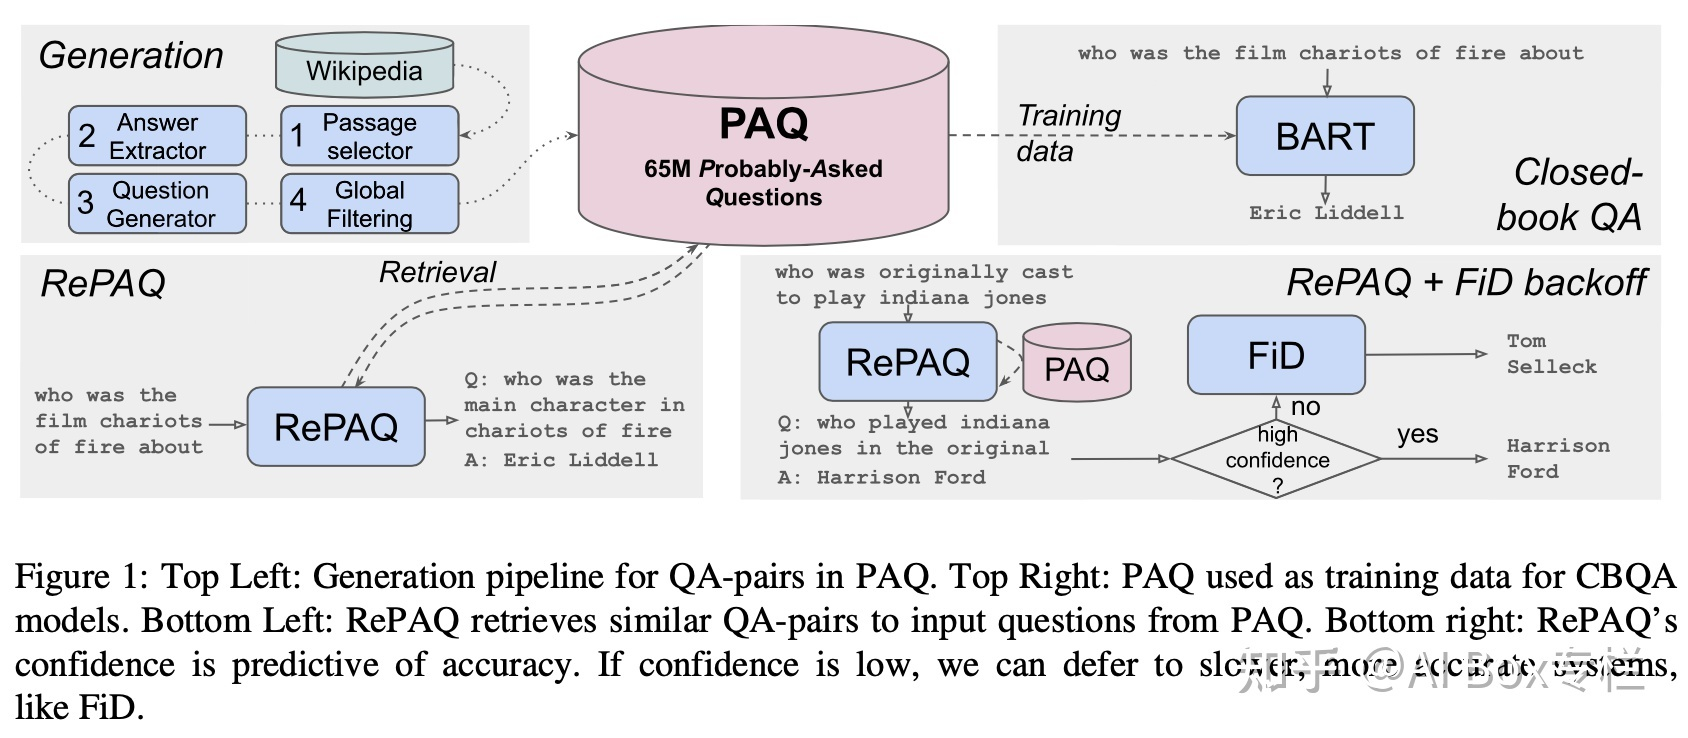 Generation
Wikipedia
1 Passage
selector
2 Answer
Extractor
3 Question
Generator
4 Global
Filtering
PAQ
65M Probably-Asked
Questions
Training
data
who was the film chariots of fire about
BART
Eric Liddell
Closed-
book QA
RePAQ
Retrieval
who was the
film chariots
of fire about
RePAQ
Q: who was the
main character in
chariots of fire
A: Eric Liddell
RePAQ + FiD backoff
who was originally cast
to play indiana jones
RePAQ
PAQ
Q: who played indiana
jones in the original
A: Harrison Ford
high
confidence
?
no
yes
FiD
Tom
Selleck
Harrison
Ford
Figure 1: Top Left: Generation pipeline for QA-pairs in PAQ. Top Right: PAQ used as training data for CBQA
models. Bottom Left: RePAQ retrieves similar QA-pairs to input questions from PAQ. Bottom right: RePAQ's
confidence is predictive of accuracy. If confidence is low, we can defer to slower, more accurate systems,
like FiD.
知乎 @AI Box专栏